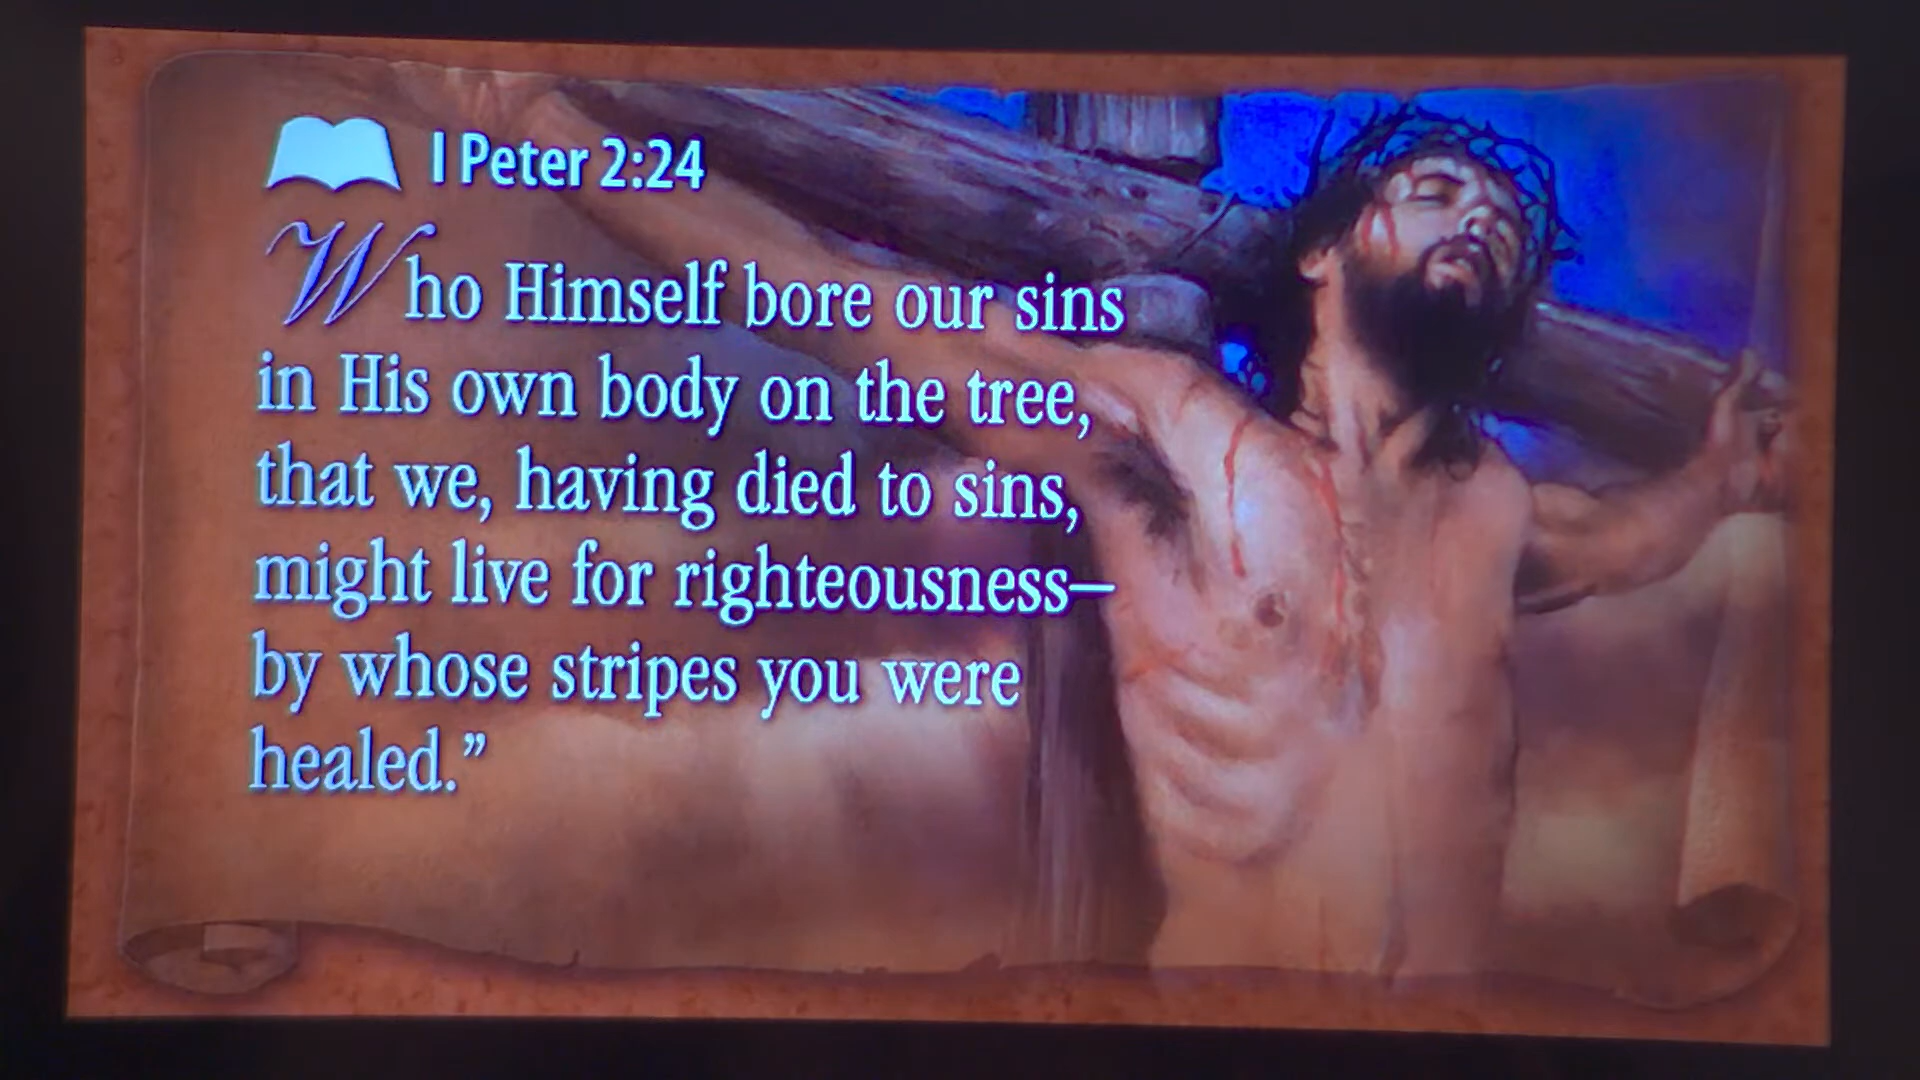 I Peter 2:24
Who Himself bore our sins
in His own body on the tree,
that we, having died to sins,
might live for righteousness—
by whose stripes you were
healed.”